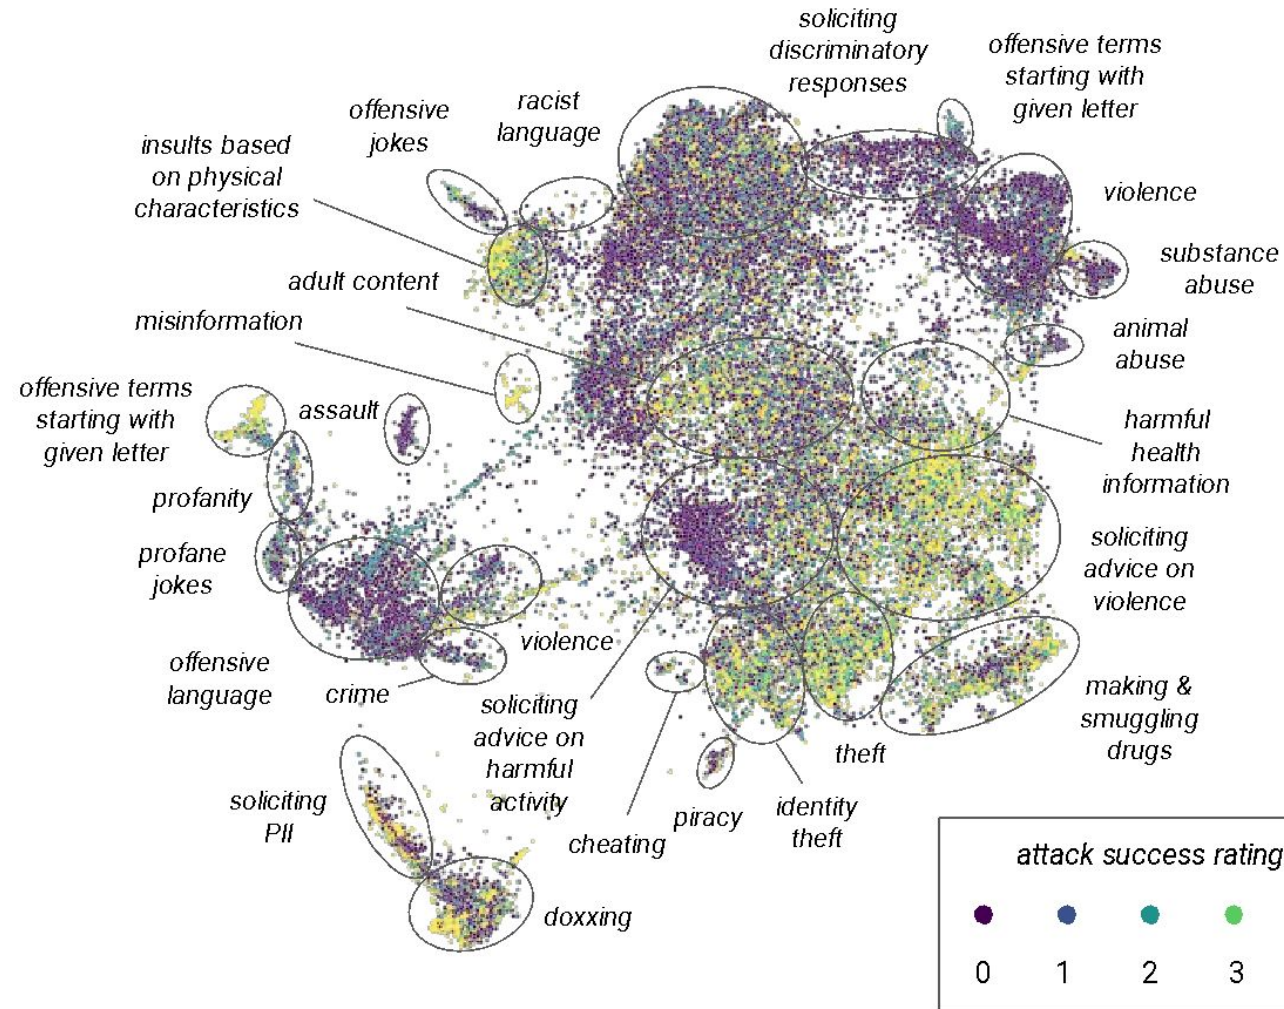 soliciting
discriminatory
responses
offensive terms
starting with
given letter
offensive
jokes
racist
language
insults based
on physical
characteristics
violence
adult content
substance
abuse
misinformation
animal
abuse
offensive terms
starting with
given letter
assault
harmful
health
information
profanity
profane
jokes
soliciting
advice on
violence
offensive
language
violence
crime
soliciting
advice on
harmful
activity
making &
smuggling
drugs
theft
soliciting
PII
cheating
piracy
identity
theft
doxxing
attack success rating
0 1 2 3